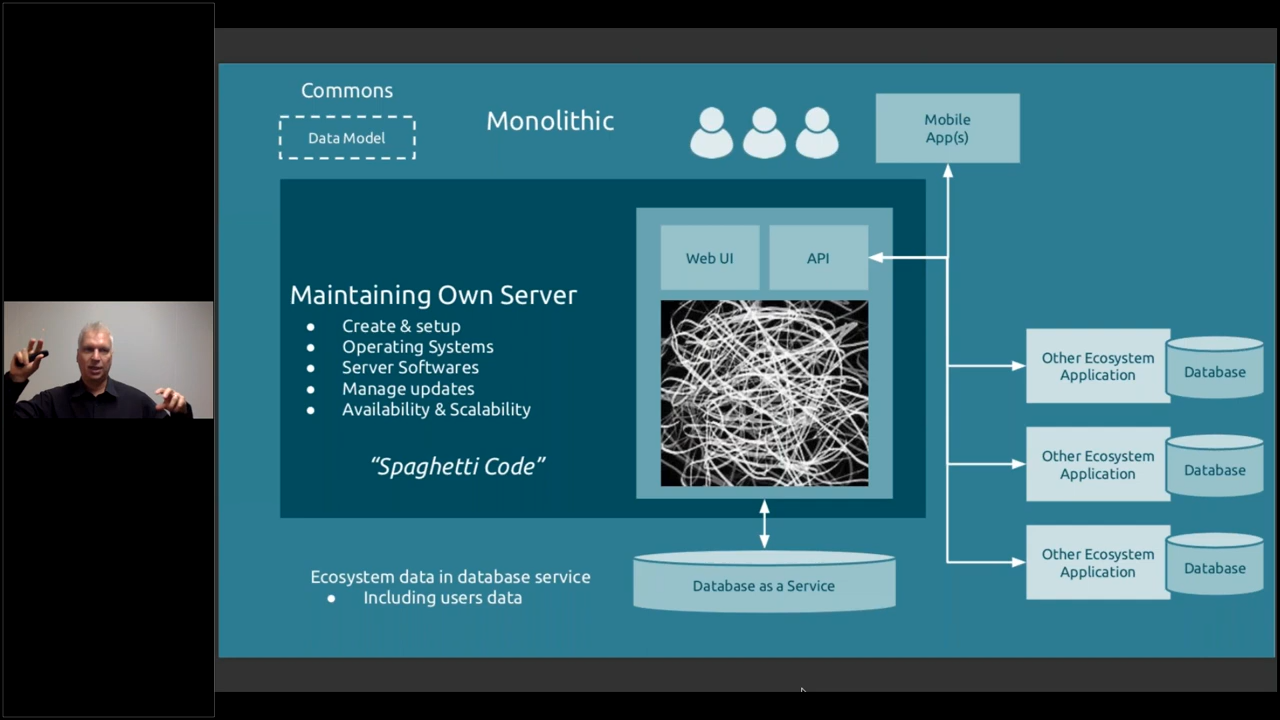 Commons
Data Model
Monolithic
Mobile
App(s)
Web UI
API
Maintaining Own Server
● Create & setup
● Operating Systems
● Server Softwares
● Manage updates
● Availability & Scalability
“Spaghetti Code”
Other Ecosystem
Application
Database
Other Ecosystem
Application
Database
Other Ecosystem
Application
Database
Ecosystem data in database service
● Including users data
Database as a Service